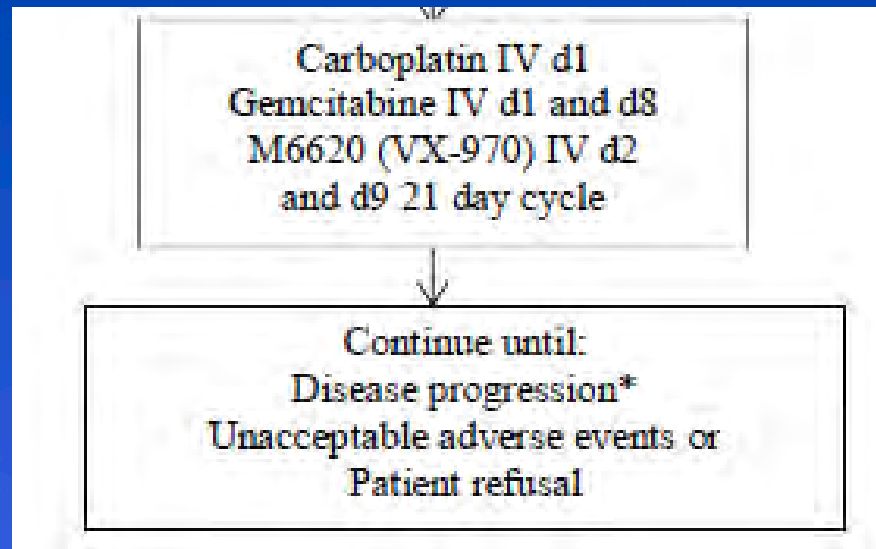 Carboplatin IV d1
Gemcitabine IV d1 and d8
M6620 (VX-970) IV d2
and d9 21 day cycle
Continue until:
Disease progression*
Unacceptable adverse events or
Patient refusal